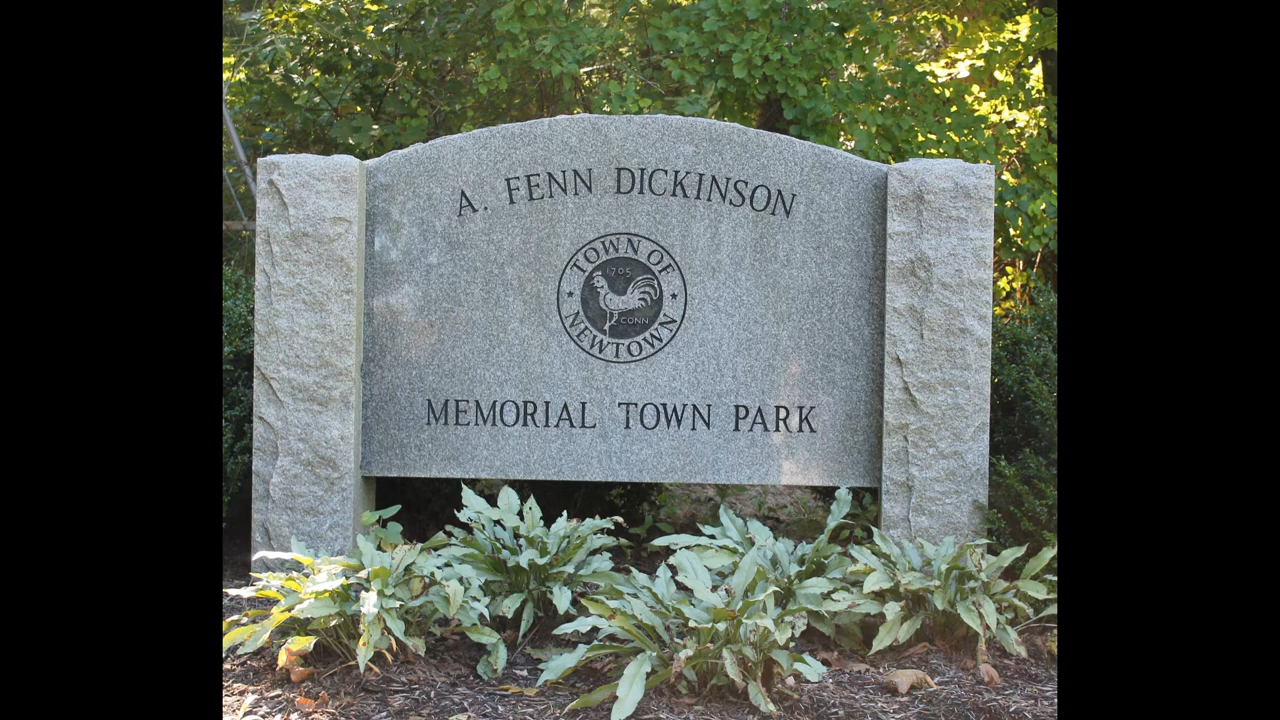 A. FENN DICKINSON
TOWN OF
1705
CONN
NEWTOWN
MEMORIAL TOWN PARK